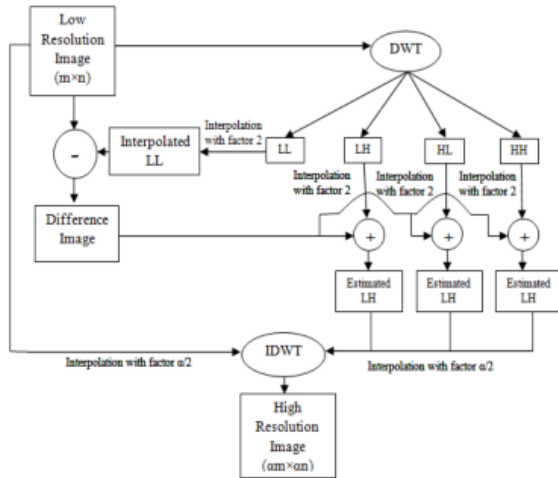 Low
Resolution
Image
(m×n)
DWT
Interpolation
with factor 2
LL
LH
HL
HH
-
Interpolated
LL
Interpolation
with factor 2
Interpolation
with factor 2
Interpolation
with factor 2
Difference
Image
+
+
+
Estimated
LH
Estimated
LH
Estimated
LH
IDWT
Interpolation with factor α/2
Interpolation with factor α/2
High
Resolution
Image
(αm×αn)